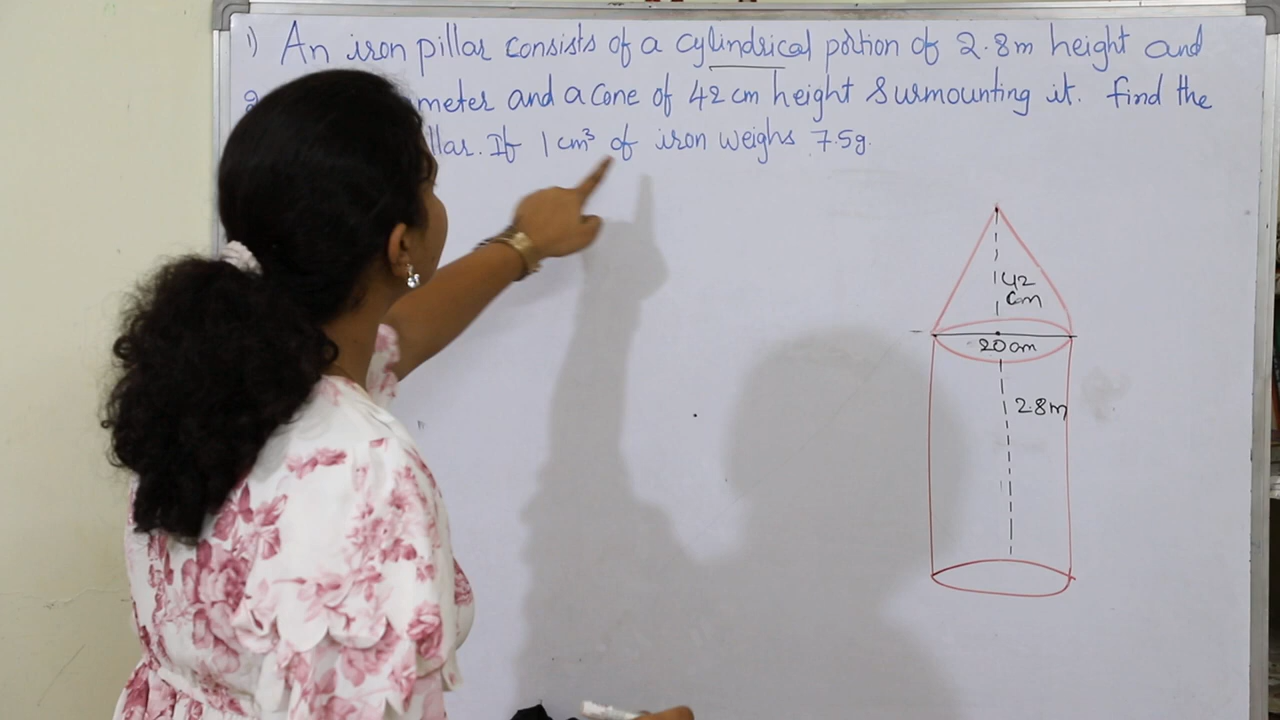 1) An iron pillar consists of a cylindrical portion of 2.8m height and
meter and a cone of 42 cm height surmounting it. find the
llar. If 1 cm³ of iron weighs 7.5g.
42
cm
20 cm
2.8m